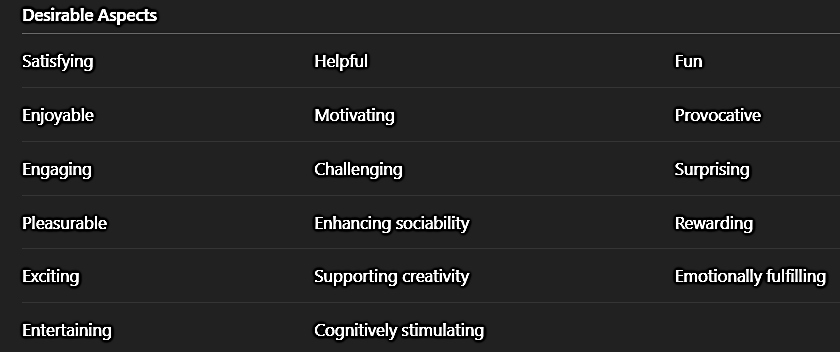 Desirable Aspects
Satisfying Helpful Fun
Enjoyable Motivating Provocative
Engaging Challenging Surprising
Pleasurable Enhancing sociability Rewarding
Exciting Supporting creativity Emotionally fulfilling
Entertaining Cognitively stimulating